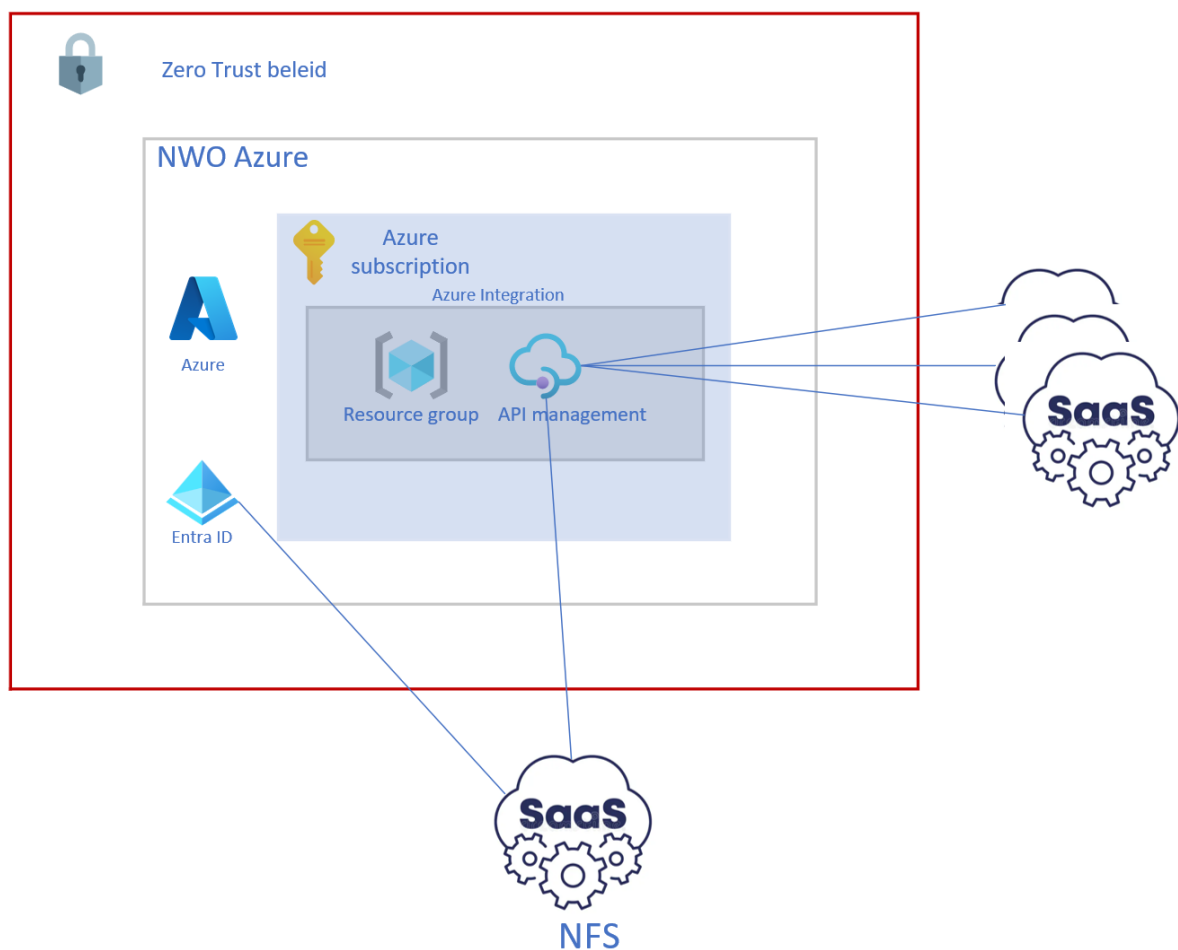 Zero Trust beleid
NWO Azure
Azure
subscription
Azure Integration
Azure
Resource group
API management
SaaS
Entra ID
SaaS
NFS